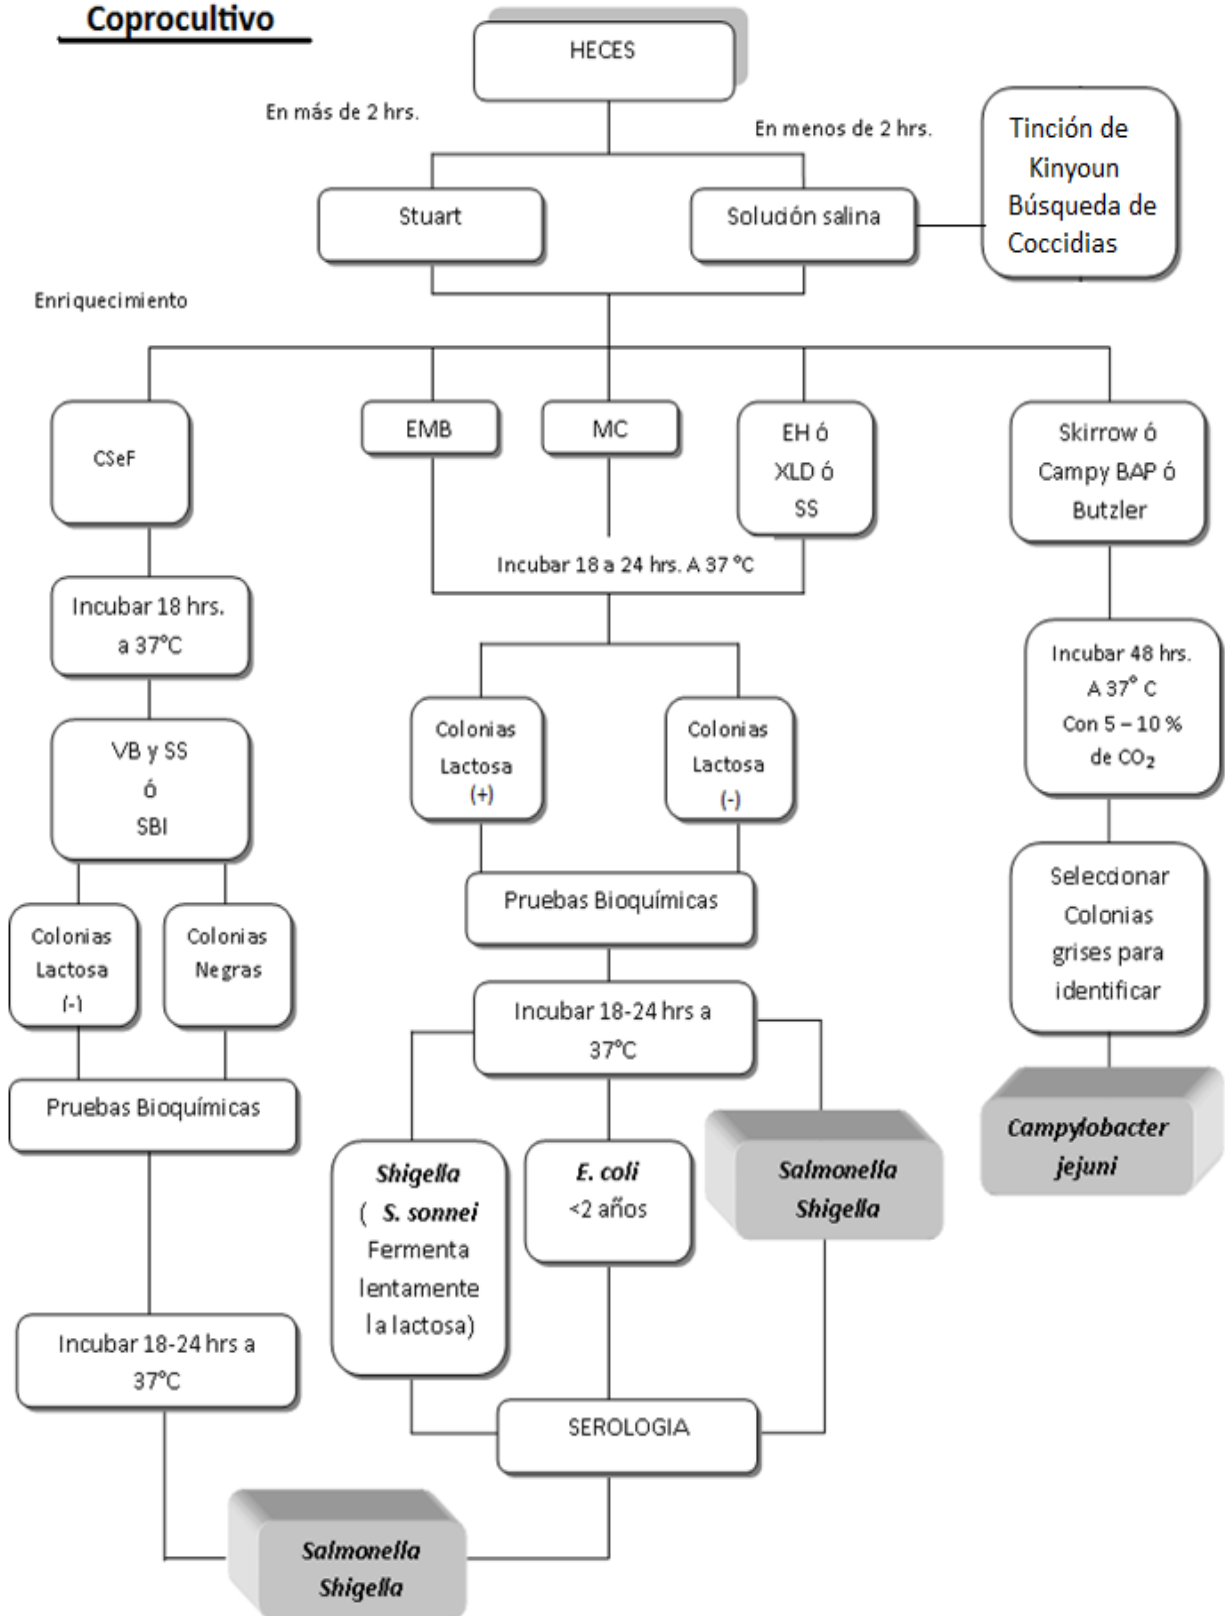 Coprocultivo
HECES
En más de 2 hrs.
En menos de 2 hrs.
Tinción de
Kinyoun
Búsqueda de
Coccidias
Stuart
Solución salina
Enriquecimiento
CSeF
EMB
MC
EH ó
XLD ó
SS
Skirrow ó
Campy BAP ó
Butzler
Incubar 18 a 24 hrs. A 37 °C
Incubar 18 hrs.
a 37°C
Incubar 48 hrs.
A 37° C
Con 5 – 10 %
de CO₂
VB y SS
ó
SBI
Colonias
Lactosa
(+)
Colonias
Lactosa
(-)
Seleccionar
Colonias
grises para
identificar
Colonias
Lactosa
(-)
Colonias
Negras
Pruebas Bioquímicas
Incubar 18-24 hrs a
37°C
Pruebas Bioquímicas
Shigella
( S. sonnei
Fermenta
lentamente
la lactosa)
E. coli
<2 años
Salmonella
Shigella
Campylobacter
jejuni
Incubar 18-24 hrs a
37°C
SEROLOGIA
Salmonella
Shigella